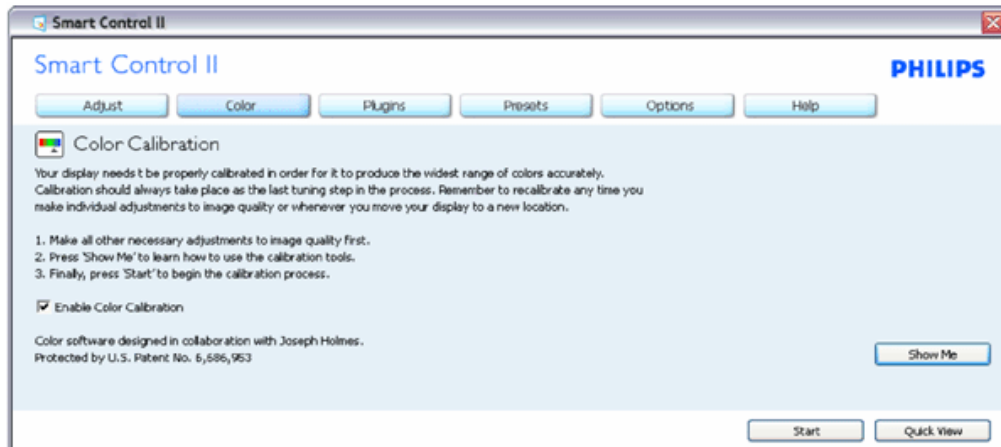 Smart Control II
Smart Control II
PHILIPS
Adjust
Color
Plugins
Presets
Options
Help
Color Calibration
Your display needs t be properly calibrated in order for it to produce the widest range of colors accurately.
Calibration should always take place as the last tuning step in the process. Remember to recalibrate any time you
make individual adjustments to image quality or whenever you move your display to a new location.
1. Make all other necessary adjustments to image quality first.
2. Press 'Show Me' to learn how to use the calibration tools.
3. Finally, press 'Start' to begin the calibration process.
Enable Color Calibration
Color software designed in collaboration with Joseph Holmes.
Protected by U.S. Patent No. 6,686,953
Show Me
Start
Quick View